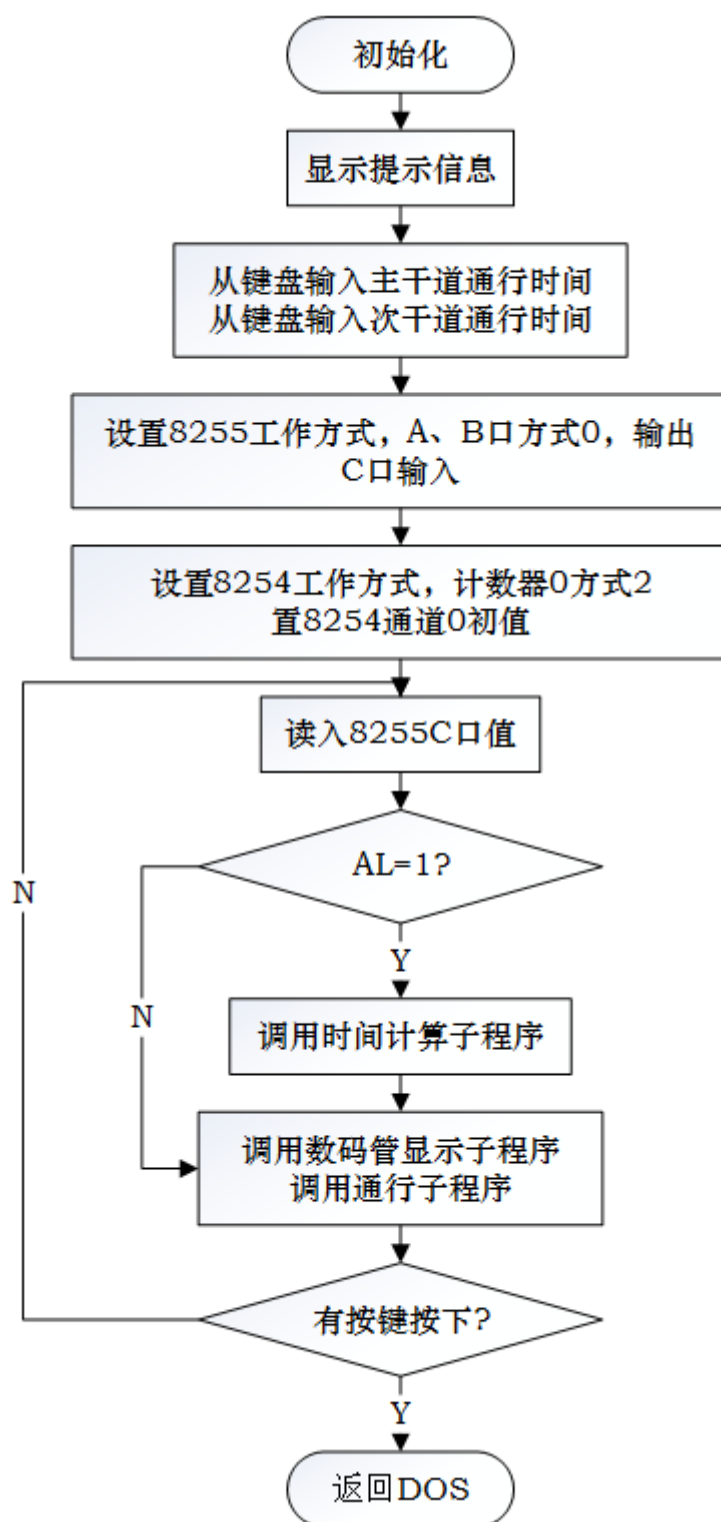 初始化
显示提示信息
从键盘输入主干道通行时间
从键盘输入次干道通行时间
设置8255工作方式，A、B口方式0，输出
C口输入
设置8254工作方式，计数器0方式2
置8254通道0初值
读入8255C口值
AL=1?
N
Y
N
调用时间计算子程序
调用数码管显示子程序
调用通行子程序
有按键按下?
Y
返回DOS